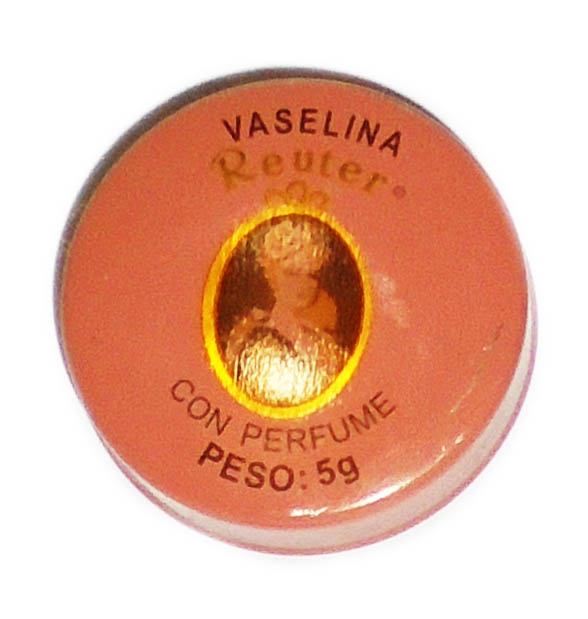 VASELINA
Reuter®
CON PERFUME
PESO: 5g